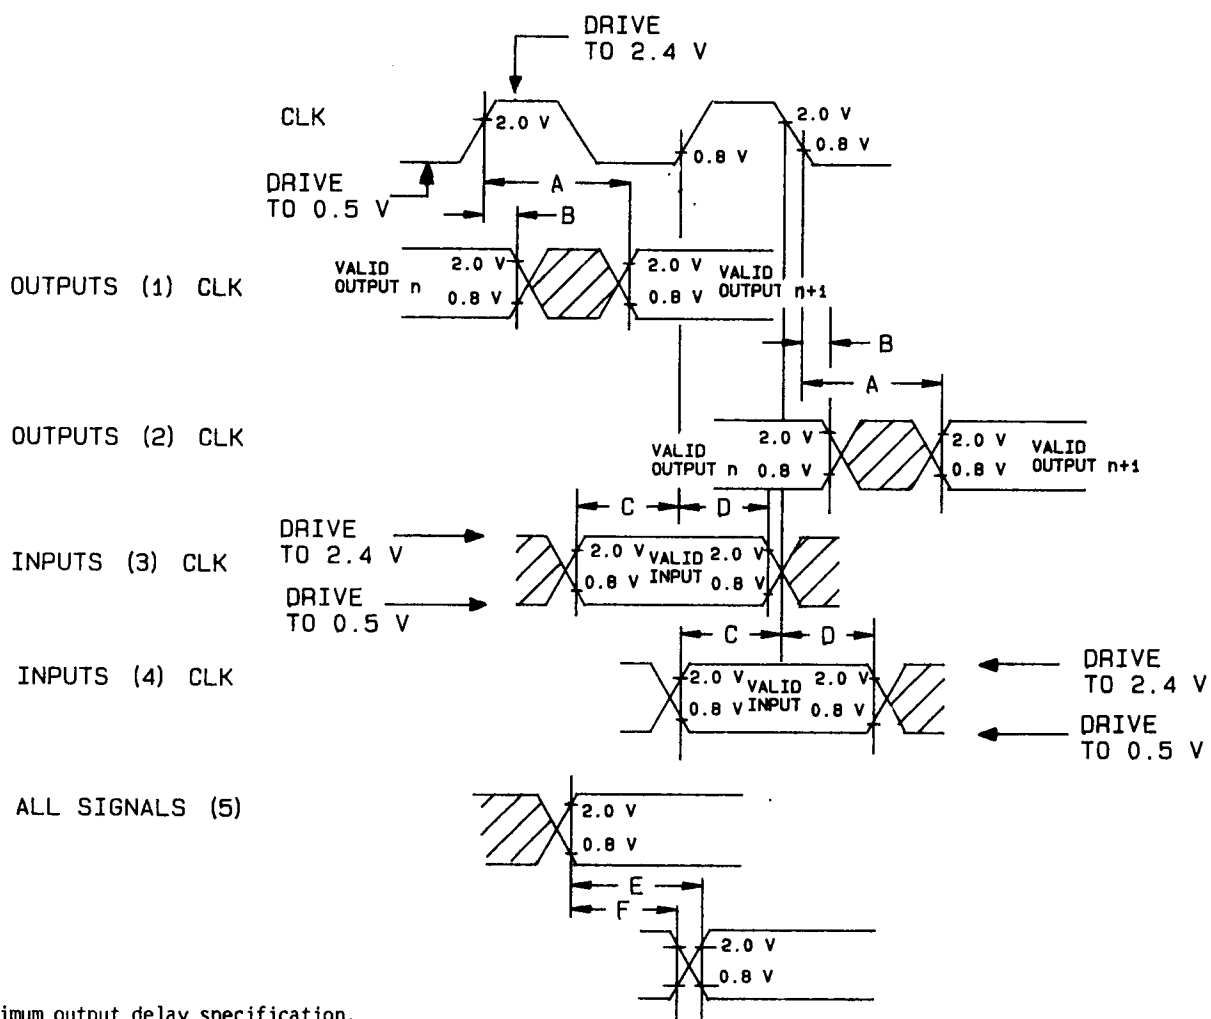 DRIVE
TO 2.4 V
CLK
2.0 V
2.0 V
0.8 V
0.8 V
DRIVE
TO 0.5 V
A
B
OUTPUTS (1) CLK
VALID
OUTPUT n
2.0 V
0.8 V
2.0 V
0.8 V
VALID
OUTPUT n+1
B
A
OUTPUTS (2) CLK
VALID
OUTPUT n
2.0 V
0.8 V
2.0 V
0.8 V
VALID
OUTPUT n+1
C
D
DRIVE
TO 2.4 V
INPUTS (3) CLK
2.0 V
0.8 V
VALID
INPUT
2.0 V
0.8 V
DRIVE
TO 0.5 V
C
D
INPUTS (4) CLK
2.0 V
0.8 V
VALID
INPUT
2.0 V
0.8 V
DRIVE
TO 2.4 V
DRIVE
TO 0.5 V
ALL SIGNALS (5)
2.0 V
0.8 V
E
F
2.0 V
0.8 V
imum output delay specification.